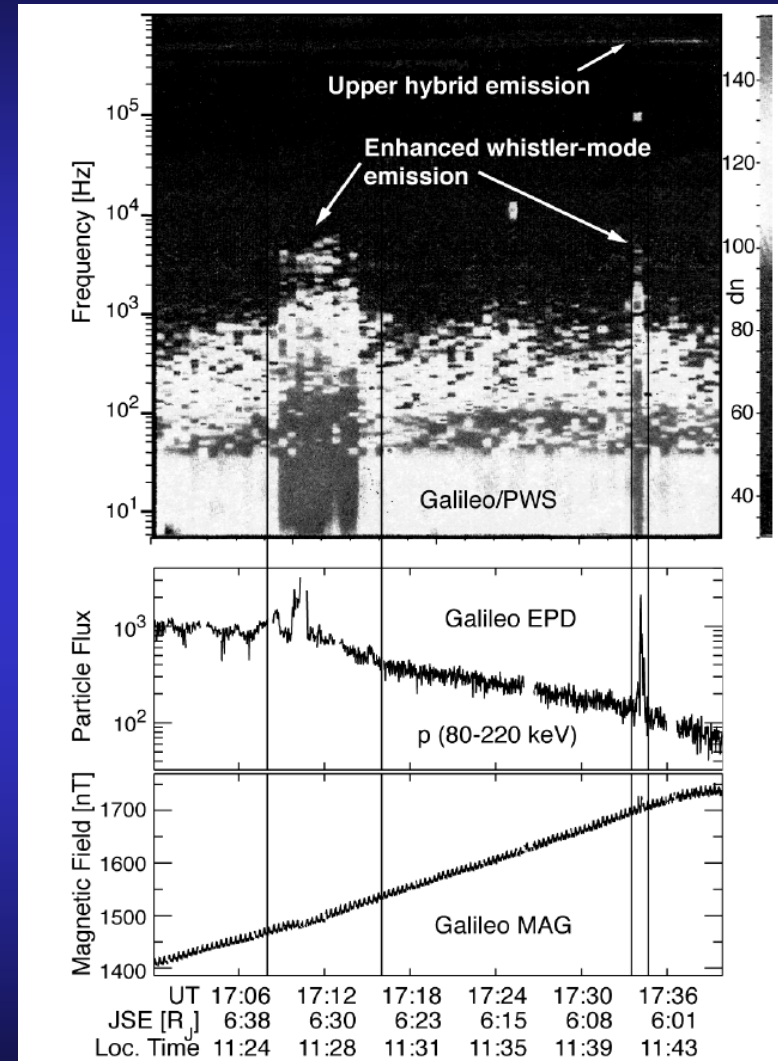 Frequency [Hz]
10⁵
10⁴
10³
10²
10¹
Upper hybrid emission
Enhanced whistler-mode
emission
Galileo/PWS
140
120
100
80
60
40
dn
Particle Flux
10³
10²
Galileo EPD
p (80-220 keV)
Magnetic Field [nT]
1700
1600
1500
1400
Galileo MAG
UT 17:06 17:12 17:18 17:24 17:30 17:36
JSE [R_J] 6:38 6:30 6:23 6:15 6:08 6:01
Loc. Time 11:24 11:28 11:31 11:35 11:39 11:43